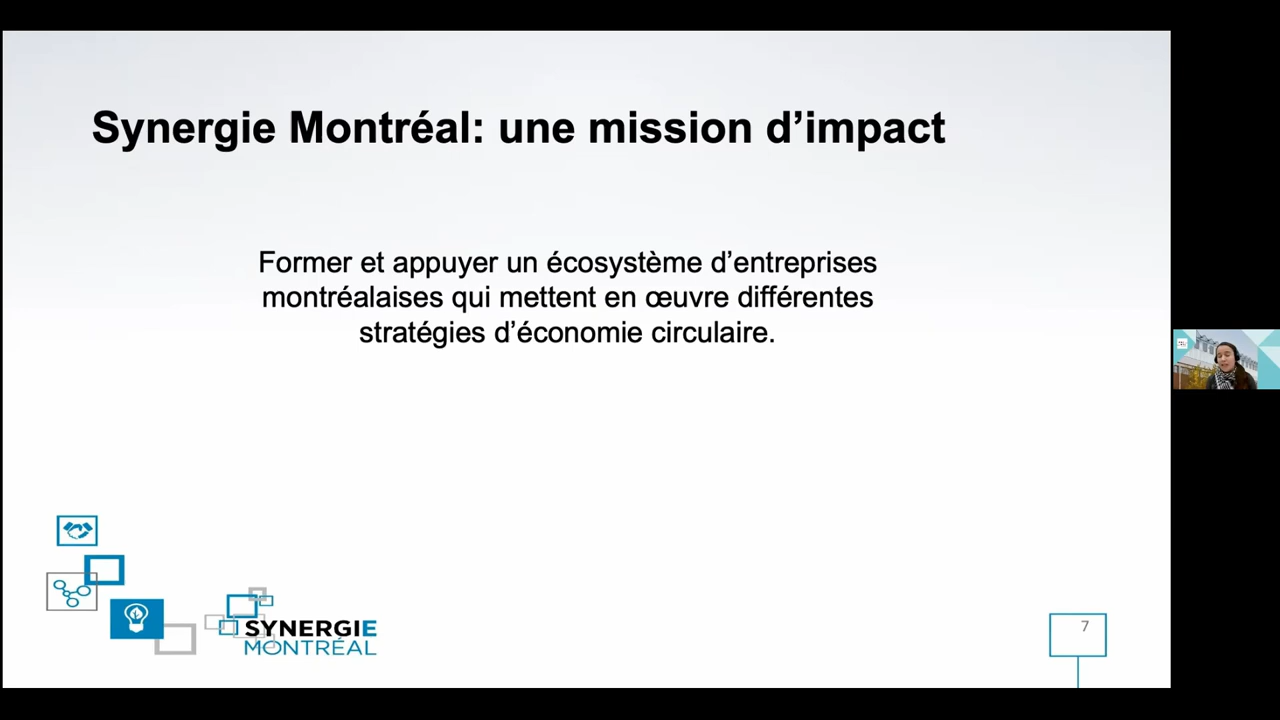 Synergie Montréal: une mission d’impact
Former et appuyer un écosystème d’entreprises
montréalaises qui mettent en œuvre différentes
stratégies d’économie circulaire.
SYNERGIE
MONTRÉAL
7